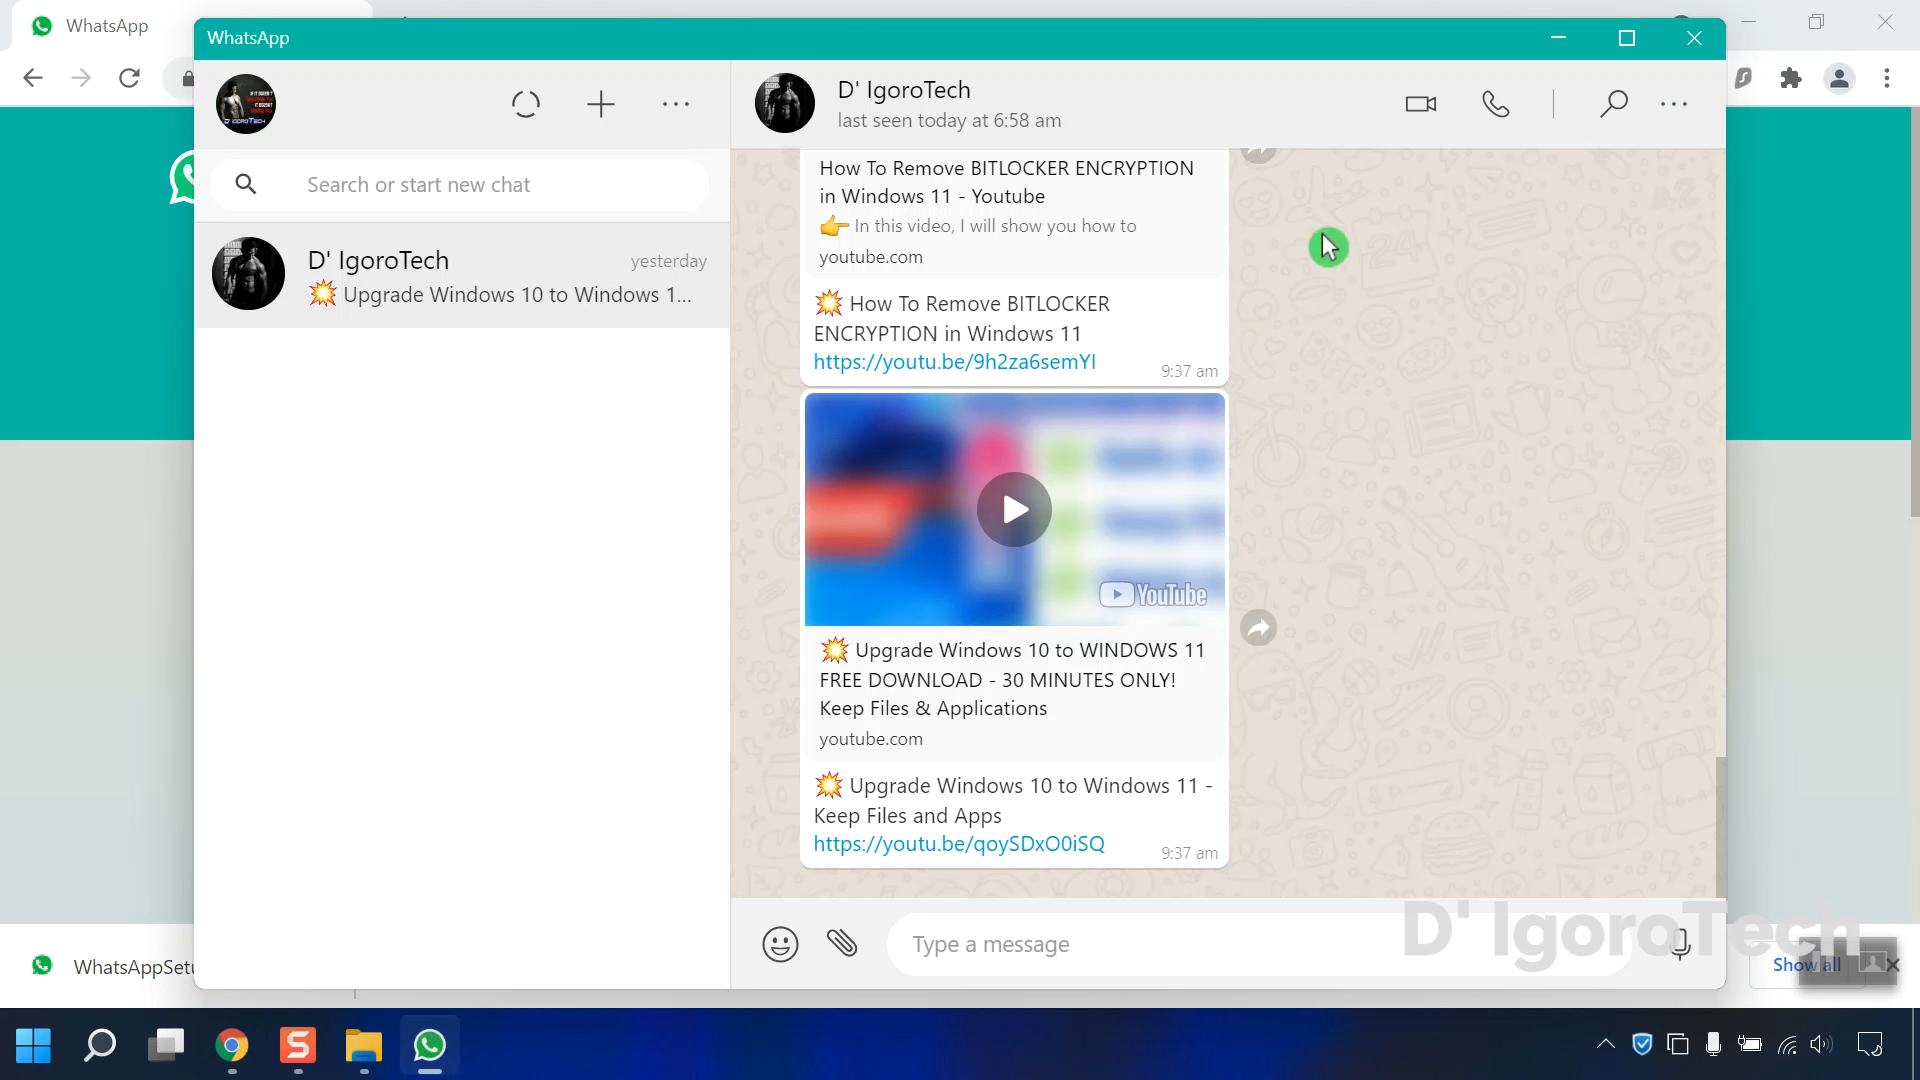 WhatsApp
WhatsApp
D' IgoroTech
last seen today at 6:58 am
Search or start new chat
D' IgoroTech
yesterday
💥 Upgrade Windows 10 to Windows 1...
How To Remove BITLOCKER ENCRYPTION
in Windows 11 - Youtube
👉 In this video, I will show you how to
youtube.com
💥 How To Remove BITLOCKER
ENCRYPTION in Windows 11
https://youtu.be/9h2za6semYI
9:37 am
YouTube
💥 Upgrade Windows 10 to WINDOWS 11
FREE DOWNLOAD - 30 MINUTES ONLY!
Keep Files & Applications
youtube.com
💥 Upgrade Windows 10 to Windows 11 -
Keep Files and Apps
https://youtu.be/qoySDxO0iSQ
9:37 am
Type a message
D' IgoroTech
WhatsAppSetu
Show all